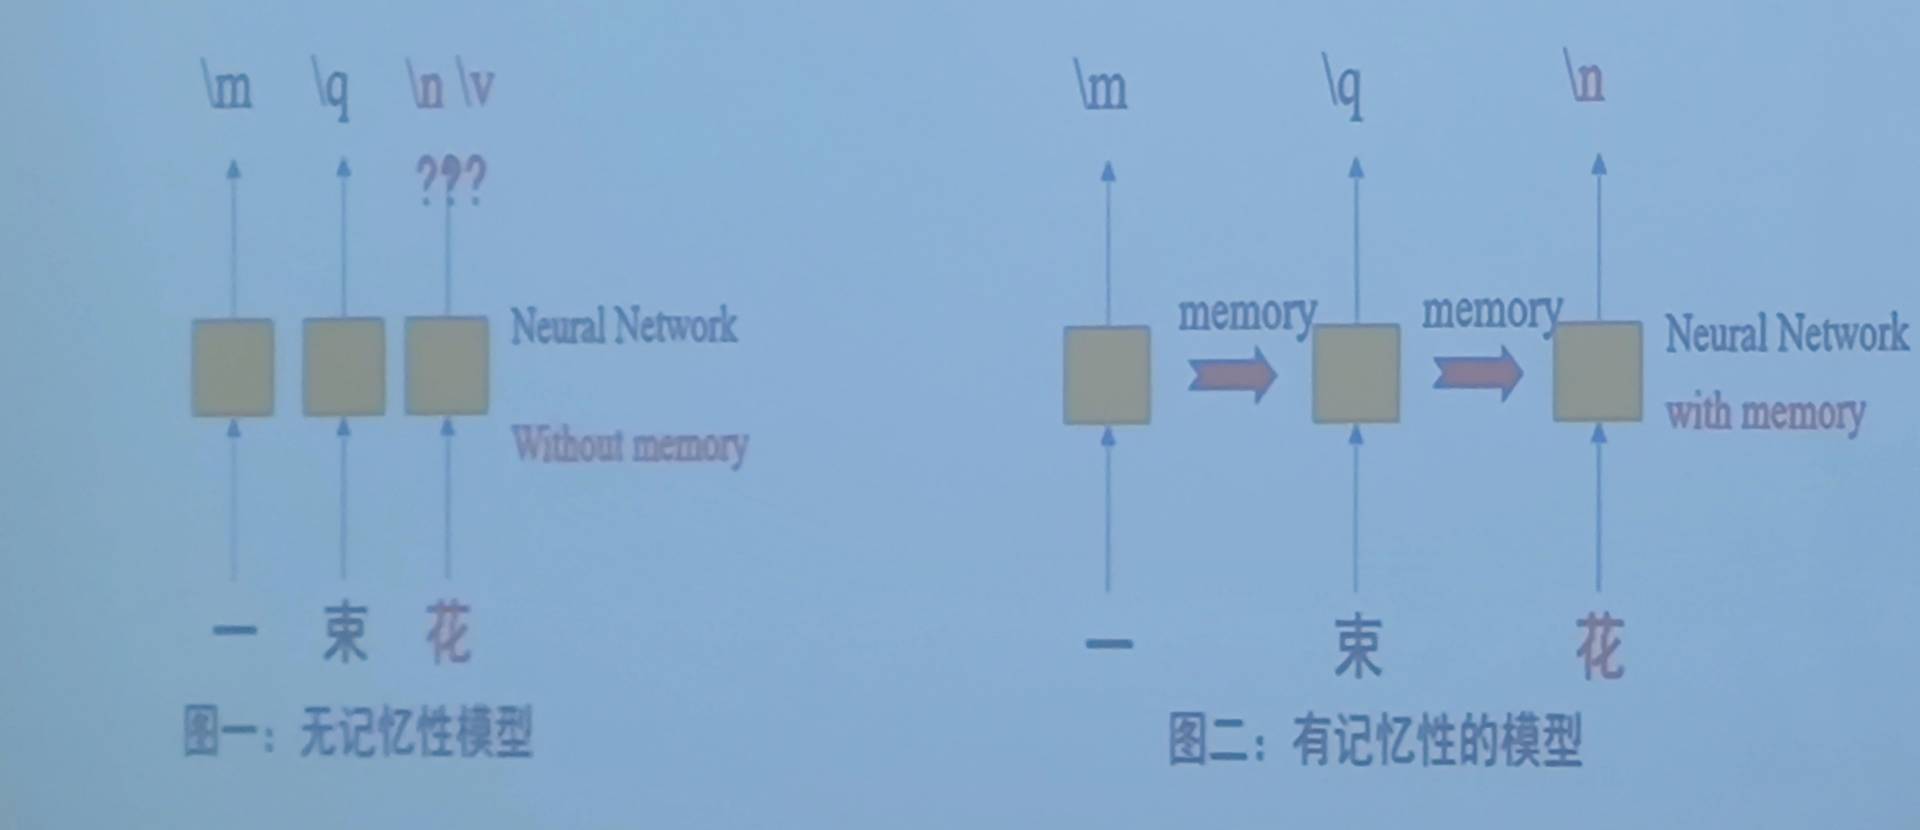 \m \q \n \v
???
Neural Network
Without memory
一 束 花
图一：无记忆性模型
\m \q \n
memory memory
Neural Network
with memory
一 束 花
图二：有记忆性的模型